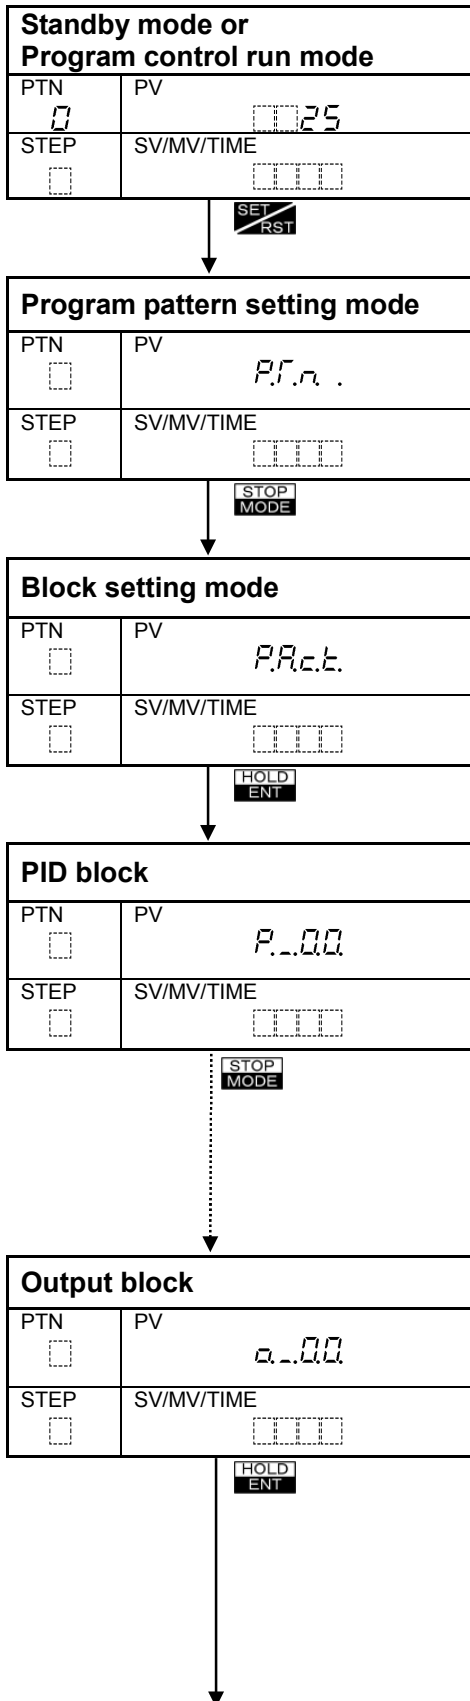 Standby mode or
Program control run mode
PTN PV
0 25
STEP SV/MV/TIME
SET/RST
Program pattern setting mode
PTN PV
P.T.n. .
STEP SV/MV/TIME
STOP
MODE
Block setting mode
PTN PV
P.A.c.t.
STEP SV/MV/TIME
HOLD
ENT
PID block
PTN PV
P._.0.0.
STEP SV/MV/TIME
STOP
MODE
Output block
PTN PV
o._.0.0.
STEP SV/MV/TIME
HOLD
ENT